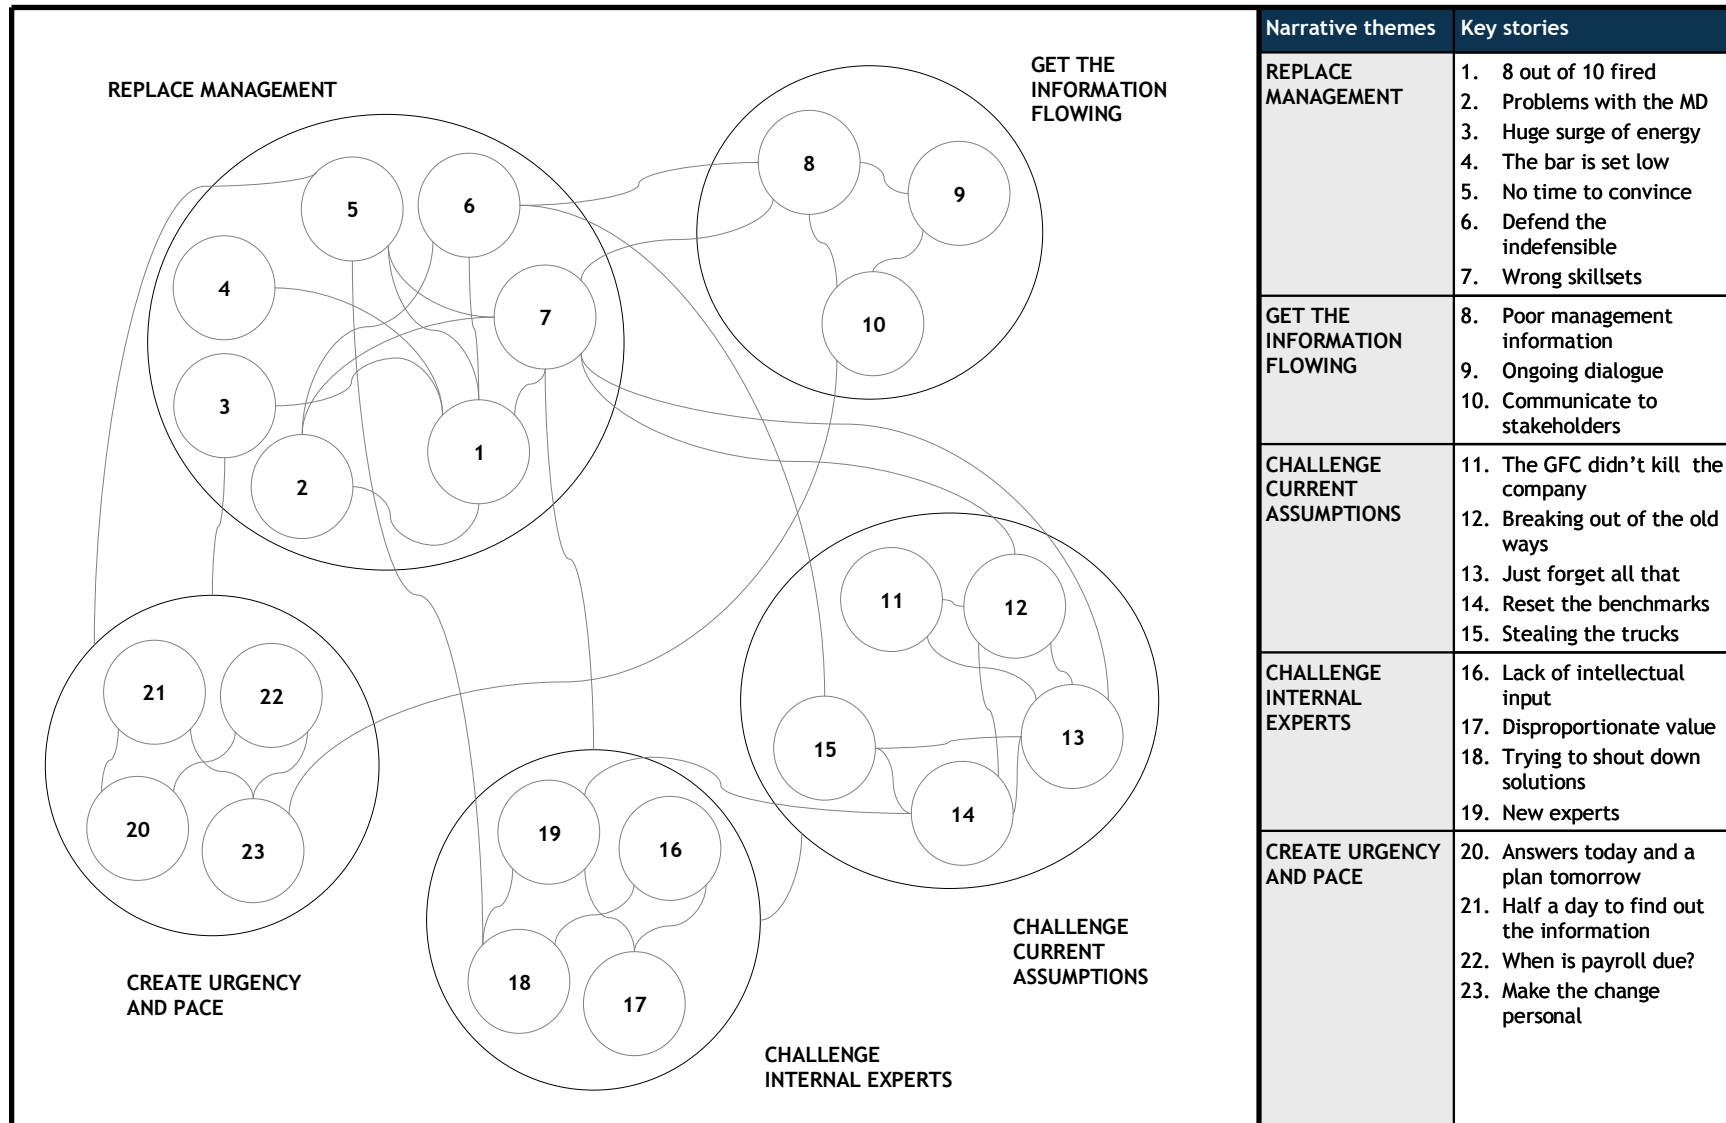 REPLACE MANAGEMENT
GET THE
INFORMATION
FLOWING
5
6
8
9
4
7
10
3
1
2
11
12
21
22
15
13
14
20
23
19
16
18
17
CREATE URGENCY
AND PACE
CHALLENGE
CURRENT
ASSUMPTIONS
CHALLENGE
INTERNAL EXPERTS
Narrative themes
Key stories
REPLACE
MANAGEMENT
1. 8 out of 10 fired
2. Problems with the MD
3. Huge surge of energy
4. The bar is set low
5. No time to convince
6. Defend the
indefensible
7. Wrong skillsets
GET THE
INFORMATION
FLOWING
8. Poor management
information
9. Ongoing dialogue
10. Communicate to
stakeholders
CHALLENGE
CURRENT
ASSUMPTIONS
11. The GFC didn’t kill the
company
12. Breaking out of the old
ways
13. Just forget all that
14. Reset the benchmarks
15. Stealing the trucks
CHALLENGE
INTERNAL
EXPERTS
16. Lack of intellectual
input
17. Disproportionate value
18. Trying to shout down
solutions
19. New experts
CREATE URGENCY
AND PACE
20. Answers today and a
plan tomorrow
21. Half a day to find out
the information
22. When is payroll due?
23. Make the change
personal